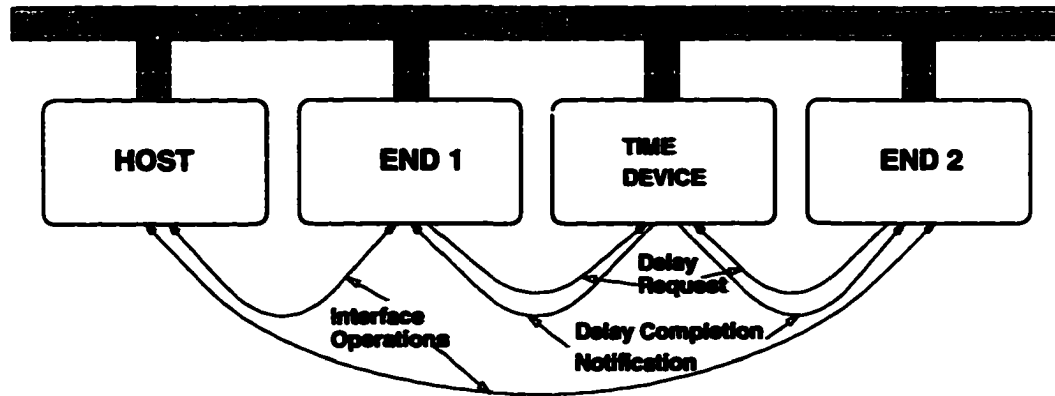 HOST
END 1
TIME
DEVICE
END 2
Delay
Request
Interface
Operations
Delay Completion
Notification